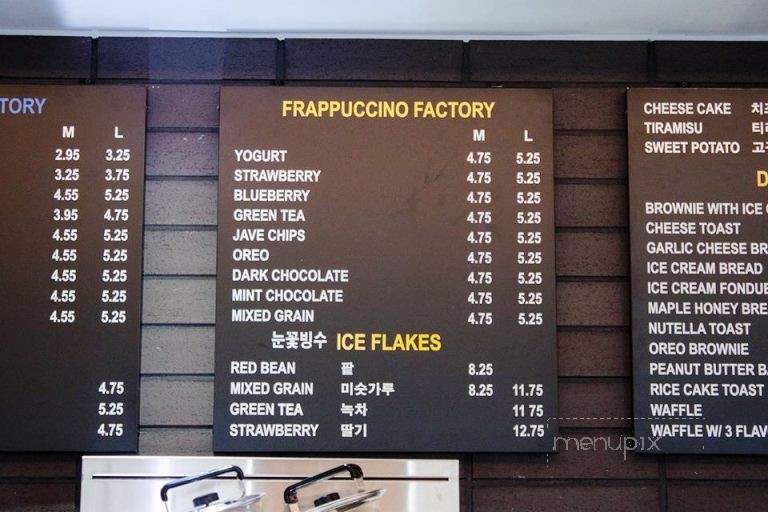 TORY
M L
2.95 3.25
3.25 3.75
4.55 5.25
3.95 4.75
4.55 5.25
4.55 5.25
4.55 5.25
4.55 5.25
4.55 5.25
4.75
5.25
4.75
FRAPPUCCINO FACTORY
M L
YOGURT 4.75 5.25
STRAWBERRY 4.75 5.25
BLUEBERRY 4.75 5.25
GREEN TEA 4.75 5.25
JAVE CHIPS 4.75 5.25
OREO 4.75 5.25
DARK CHOCOLATE 4.75 5.25
MINT CHOCOLATE 4.75 5.25
MIXED GRAIN 4.75 5.25
눈꽃빙수 ICE FLAKES
RED BEAN 팥 8.25
MIXED GRAIN 미숫가루 8.25 11.75
GREEN TEA 녹차 11 75
STRAWBERRY 딸기 12.75
CHEESE CAKE 치즈
TIRAMISU 티라
SWEET POTATO 고구
D
BROWNIE WITH ICE C
CHEESE TOAST
GARLIC CHEESE BR
ICE CREAM BREAD
ICE CREAM FONDUE
MAPLE HONEY BRE
NUTELLA TOAST
OREO BROWNIE
PEANUT BUTTER BA
RICE CAKE TOAST
WAFFLE
WAFFLE W/ 3 FLAV
menupix